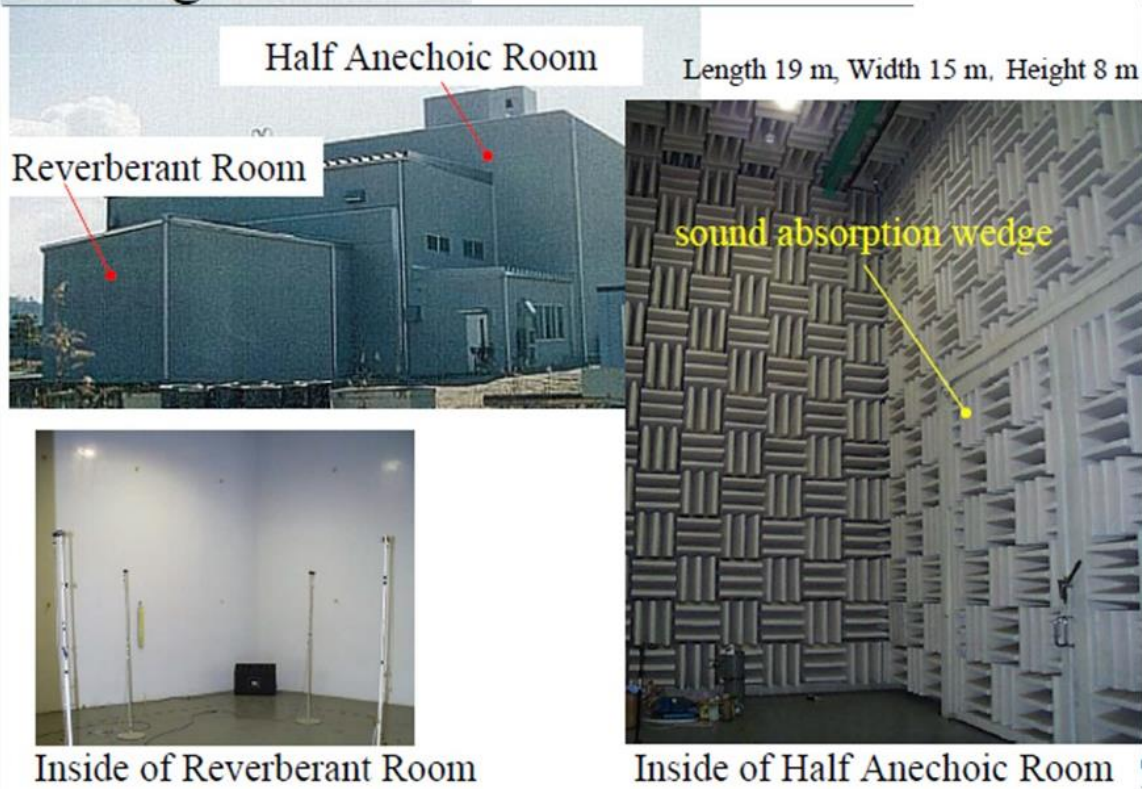 Half Anechoic Room
Length 19 m, Width 15 m, Height 8 m
Reverberant Room
sound absorption wedge
Inside of Reverberant Room
Inside of Half Anechoic Room